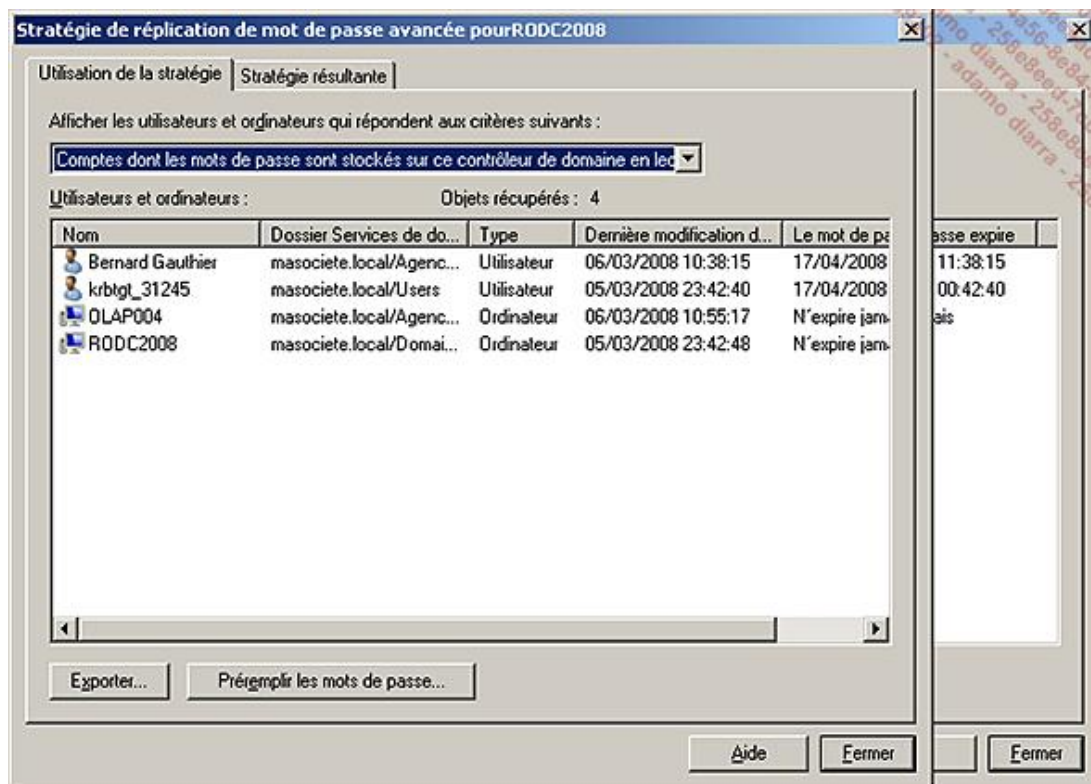 Stratégie de réplication de mot de passe avancée pourRODC2008
Utilisation de la stratégie
Stratégie résultante
Afficher les utilisateurs et ordinateurs qui répondent aux critères suivants :
Comptes dont les mots de passe sont stockés sur ce contrôleur de domaine en lec
Utilisateurs et ordinateurs :
Objets récupérés : 4
Nom Dossier Services de do... Type Dernière modification d... Le mot de pa asse expire
Bernard Gauthier masociete.local/Agenc... Utilisateur 06/03/2008 10:38:15 17/04/2008 11:38:15
krbtgt_31245 masociete.local/Users Utilisateur 05/03/2008 23:42:40 17/04/2008 00:42:40
OLAP004 masociete.local/Agenc... Ordinateur 06/03/2008 10:55:17 N'expire jam ais
RODC2008 masociete.local/Domai... Ordinateur 05/03/2008 23:42:48 N'expire jam
Exporter...
Préremplir les mots de passe...
Aide
Fermer
Fermer
adamo diarra - 258e8eed-